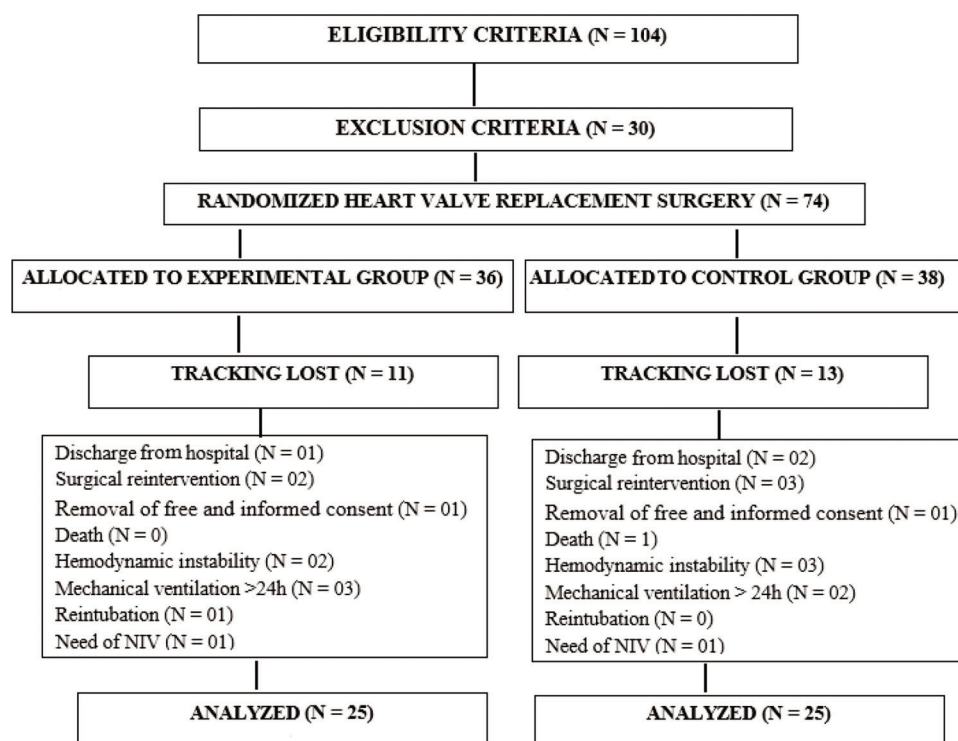 ELIGIBILITY CRITERIA (N = 104)
EXCLUSION CRITERIA (N = 30)
RANDOMIZED HEART VALVE REPLACEMENT SURGERY (N = 74)
ALLOCATED TO EXPERIMENTAL GROUP (N = 36)
ALLOCATED TO CONTROL GROUP (N = 38)
TRACKING LOST (N = 11)
TRACKING LOST (N = 13)
Discharge from hospital (N = 01)
Surgical reintervention (N = 02)
Removal of free and informed consent (N = 01)
Death (N = 0)
Hemodynamic instability (N = 02)
Mechanical ventilation >24h (N = 03)
Reintubation (N = 01)
Need of NIV (N = 01)
Discharge from hospital (N = 02)
Surgical reintervention (N = 03)
Removal of free and informed consent (N = 01)
Death (N = 1)
Hemodynamic instability (N = 03)
Mechanical ventilation > 24h (N = 02)
Reintubation (N = 0)
Need of NIV (N = 01)
ANALYZED (N = 25)
ANALYZED (N = 25)